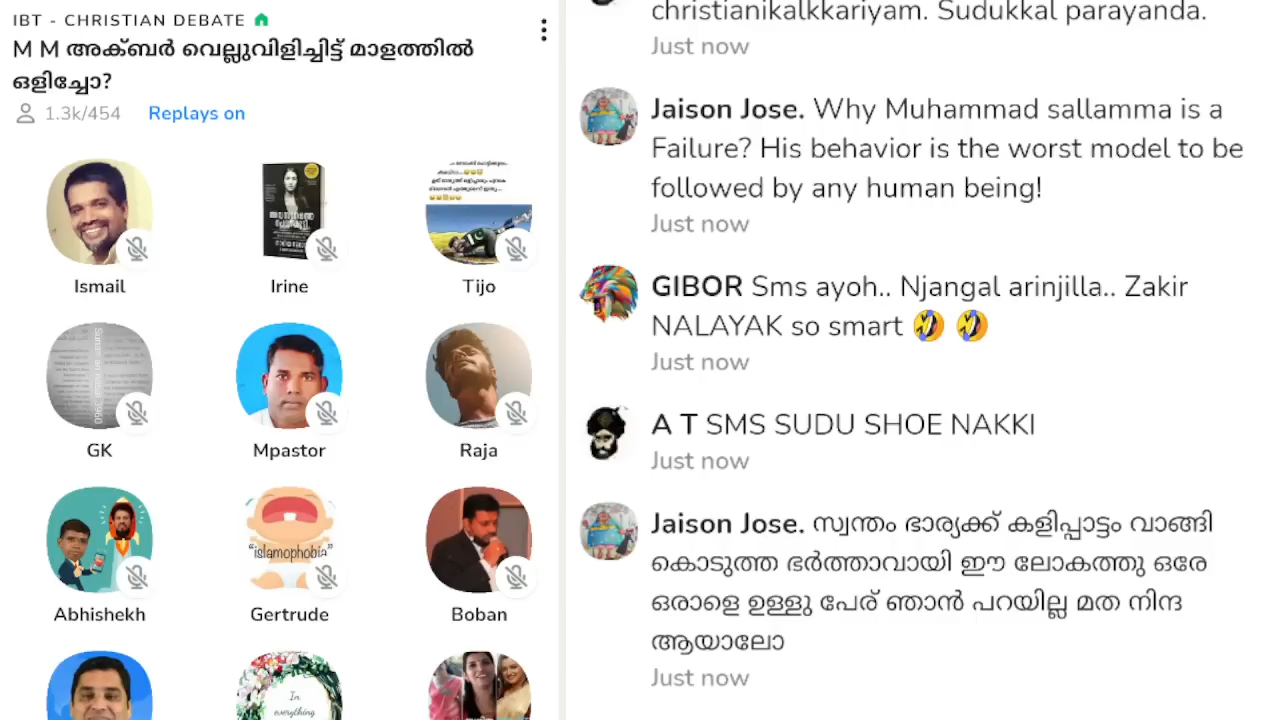 IBT - CHRISTIAN DEBATE
M M അക്ബർ വെല്ലുവിളിച്ചിട്ട് മാളത്തിൽ
ഒളിച്ചോ?
1.3k/454 Replays on
Ismail
Irine
Tijo
GK
Mpastor
Raja
"islamophobia"
Abhishekh
Gertrude
Boban
In
everything
christianikalkkariyam. Sudukkal parayanda.
Just now
Jaison Jose. Why Muhammad sallamma is a
Failure? His behavior is the worst model to be
followed by any human being!
Just now
GIBOR Sms ayoh.. Njangal arinjilla.. Zakir
NALAYAK so smart 🤣 🤣
Just now
A T SMS SUDU SHOE NAKKI
Just now
Jaison Jose. സ്വന്തം ഭാര്യക്ക് കളിപ്പാട്ടം വാങ്ങി
കൊടുത്ത ഭർത്താവായി ഈ ലോകത്തു ഒരേ
ഒരാളെ ഉള്ളു പേര് ഞാൻ പറയില്ല മത നിന്ദ
ആയാലോ
Just now